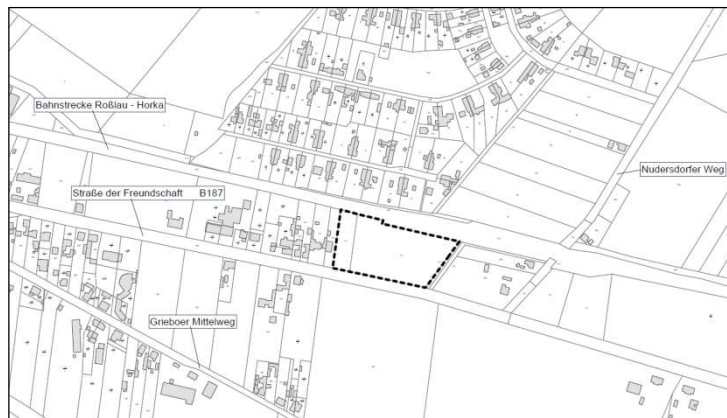 Bahnstrecke Roßlau - Horka
Nudersdorfer Weg
Straße der Freundschaft B187
Grieboer Mittelweg